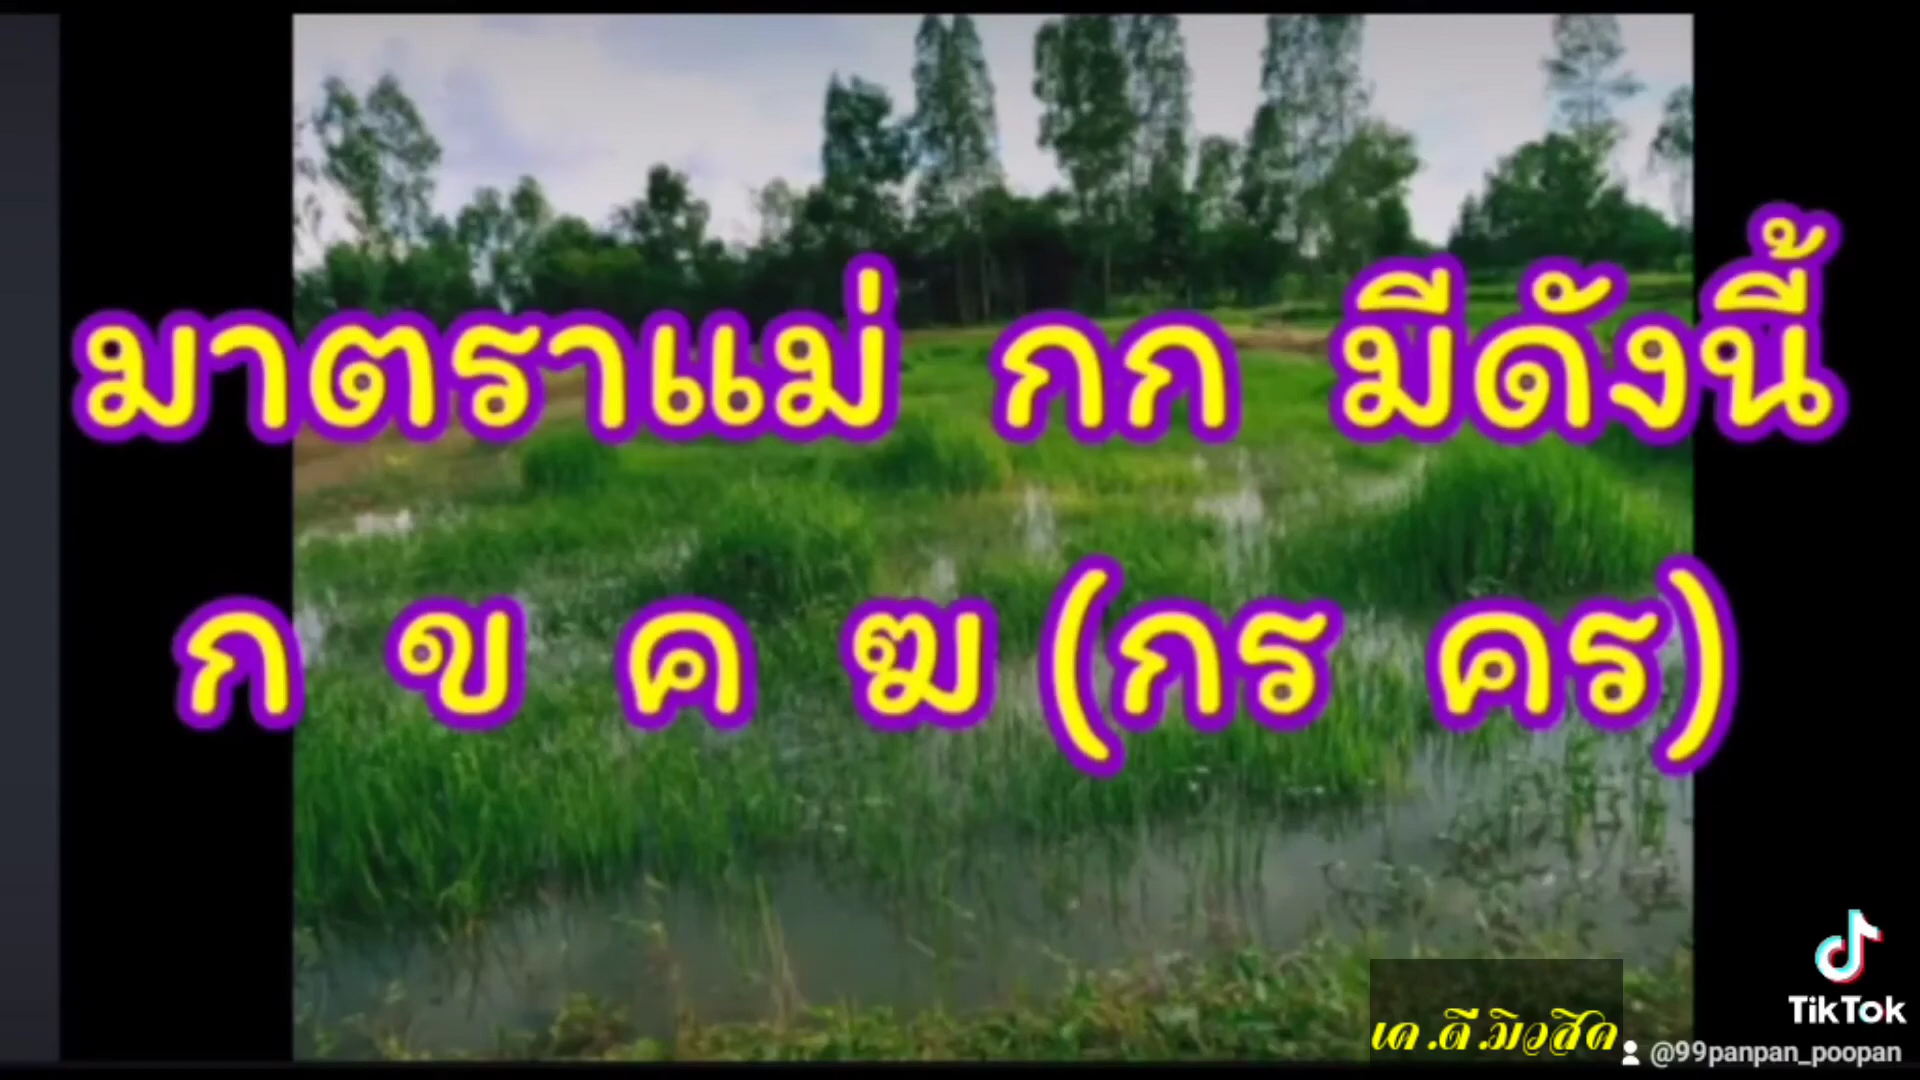 มาตราแม่ กก มีดังนี้
ก ข ค ฆ (กร คร)
เค.ดี.มิวสิค
TikTok
@99panpan_poopan